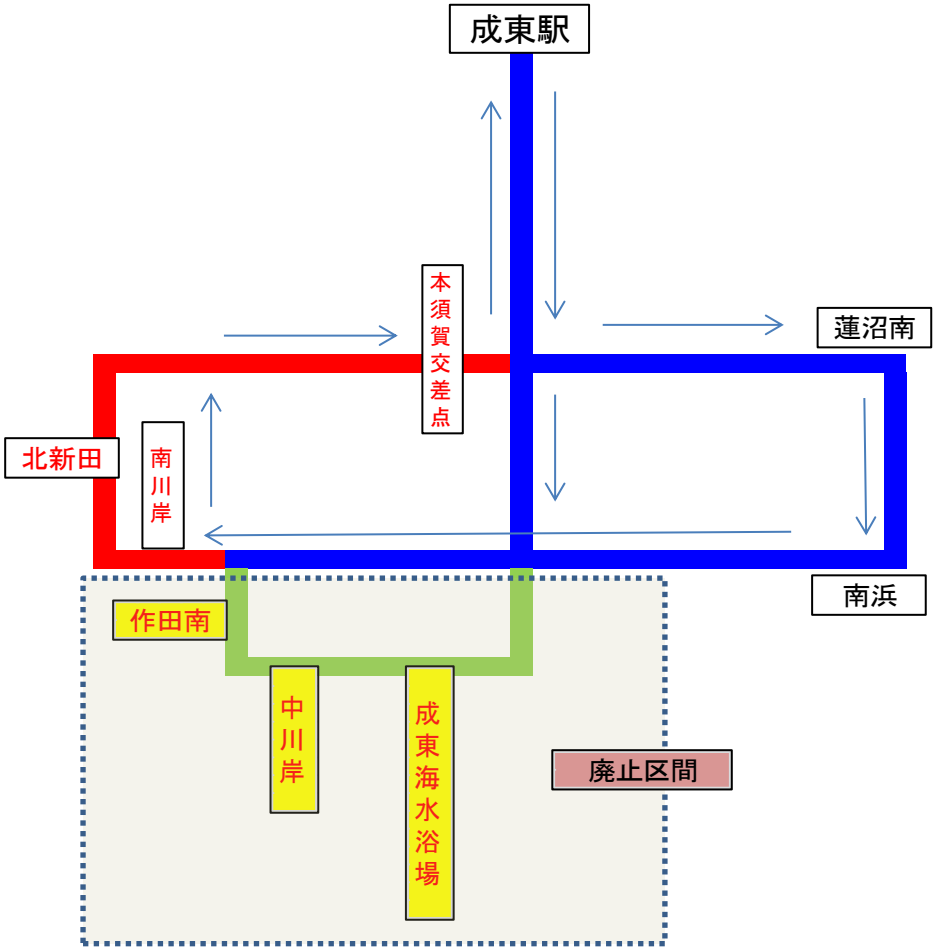 成東駅
本須賀交差点
蓮沼南
北新田
南川岸
南浜
作田南
中川岸
成東海水浴場
廃止区間